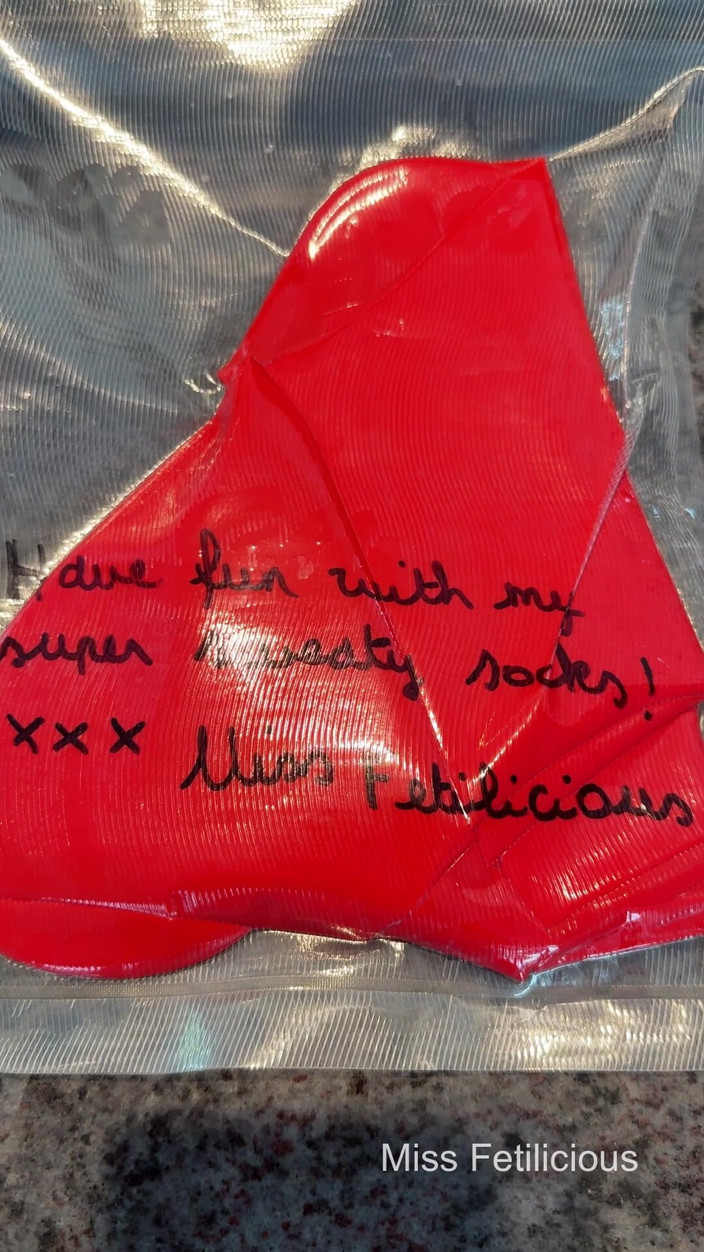 Have fun with my
super sweaty socks!
xxx Miss Fetilicious
Miss Fetilicious